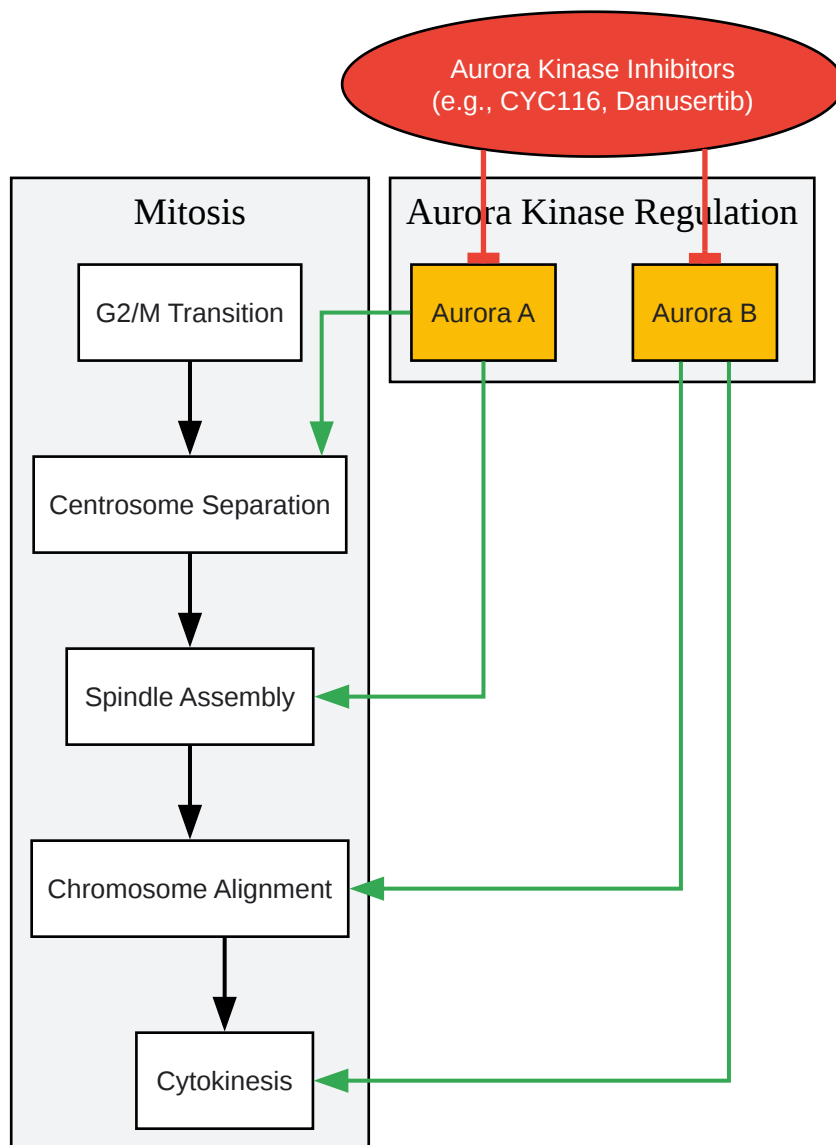 Aurora Kinase Inhibitors
(e.g., CYC116, Danusertib)
Mitosis
Aurora Kinase Regulation
G2/M Transition
Aurora A
Aurora B
Centrosome Separation
Spindle Assembly
Chromosome Alignment
Cytokinesis